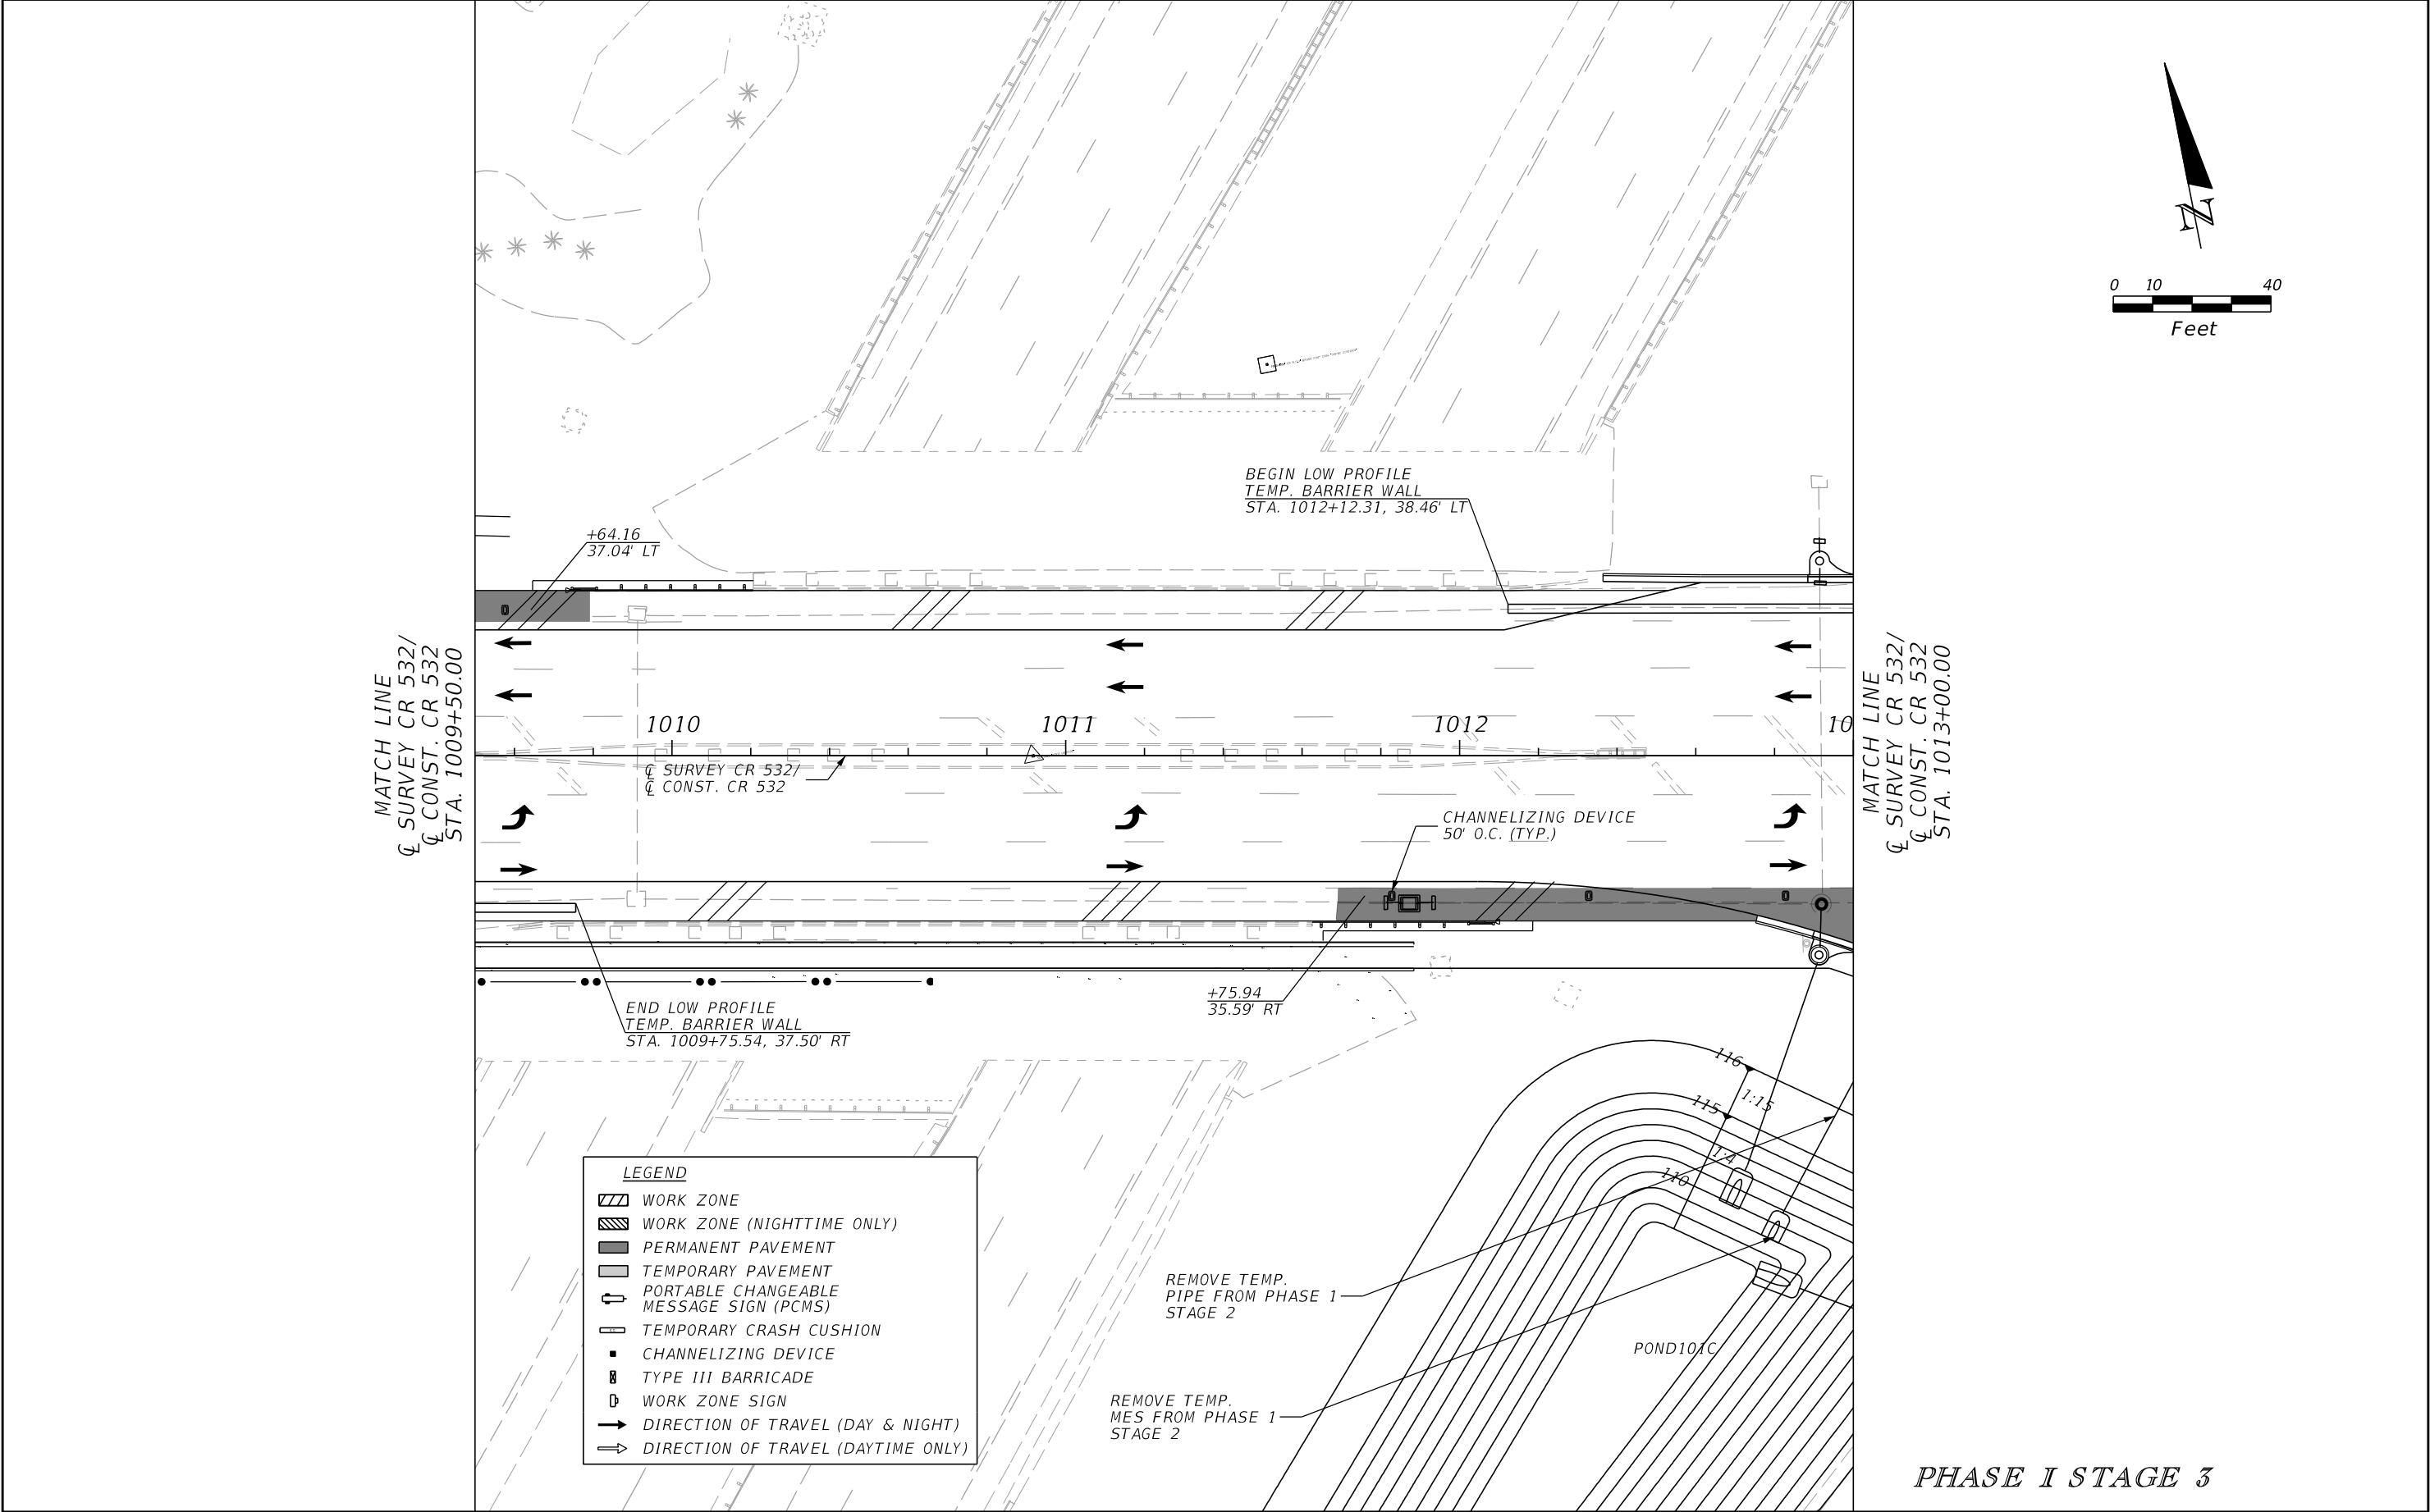 0 10 40
Feet
BEGIN LOW PROFILE
TEMP. BARRIER WALL
STA. 1012+12.31, 38.46' LT
+64.16
37.04' LT
MATCH LINE
℄ SURVEY CR 532/
℄ CONST. CR 532
STA. 1009+50.00
1010
1011
1012
10
℄ SURVEY CR 532/
℄ CONST. CR 532
MATCH LINE
℄ SURVEY CR 532/
℄ CONST. CR 532
STA. 1013+00.00
CHANNELIZING DEVICE
50' O.C. (TYP.)
+75.94
35.59' RT
END LOW PROFILE
TEMP. BARRIER WALL
STA. 1009+75.54, 37.50' RT
116
1:15
115
1:4
110
LEGEND
WORK ZONE
WORK ZONE (NIGHTTIME ONLY)
PERMANENT PAVEMENT
TEMPORARY PAVEMENT
PORTABLE CHANGEABLE
MESSAGE SIGN (PCMS)
TEMPORARY CRASH CUSHION
CHANNELIZING DEVICE
TYPE III BARRICADE
WORK ZONE SIGN
DIRECTION OF TRAVEL (DAY & NIGHT)
DIRECTION OF TRAVEL (DAYTIME ONLY)
REMOVE TEMP.
PIPE FROM PHASE 1
STAGE 2
POND101C
REMOVE TEMP.
MES FROM PHASE 1
STAGE 2
PHASE I STAGE 3
N